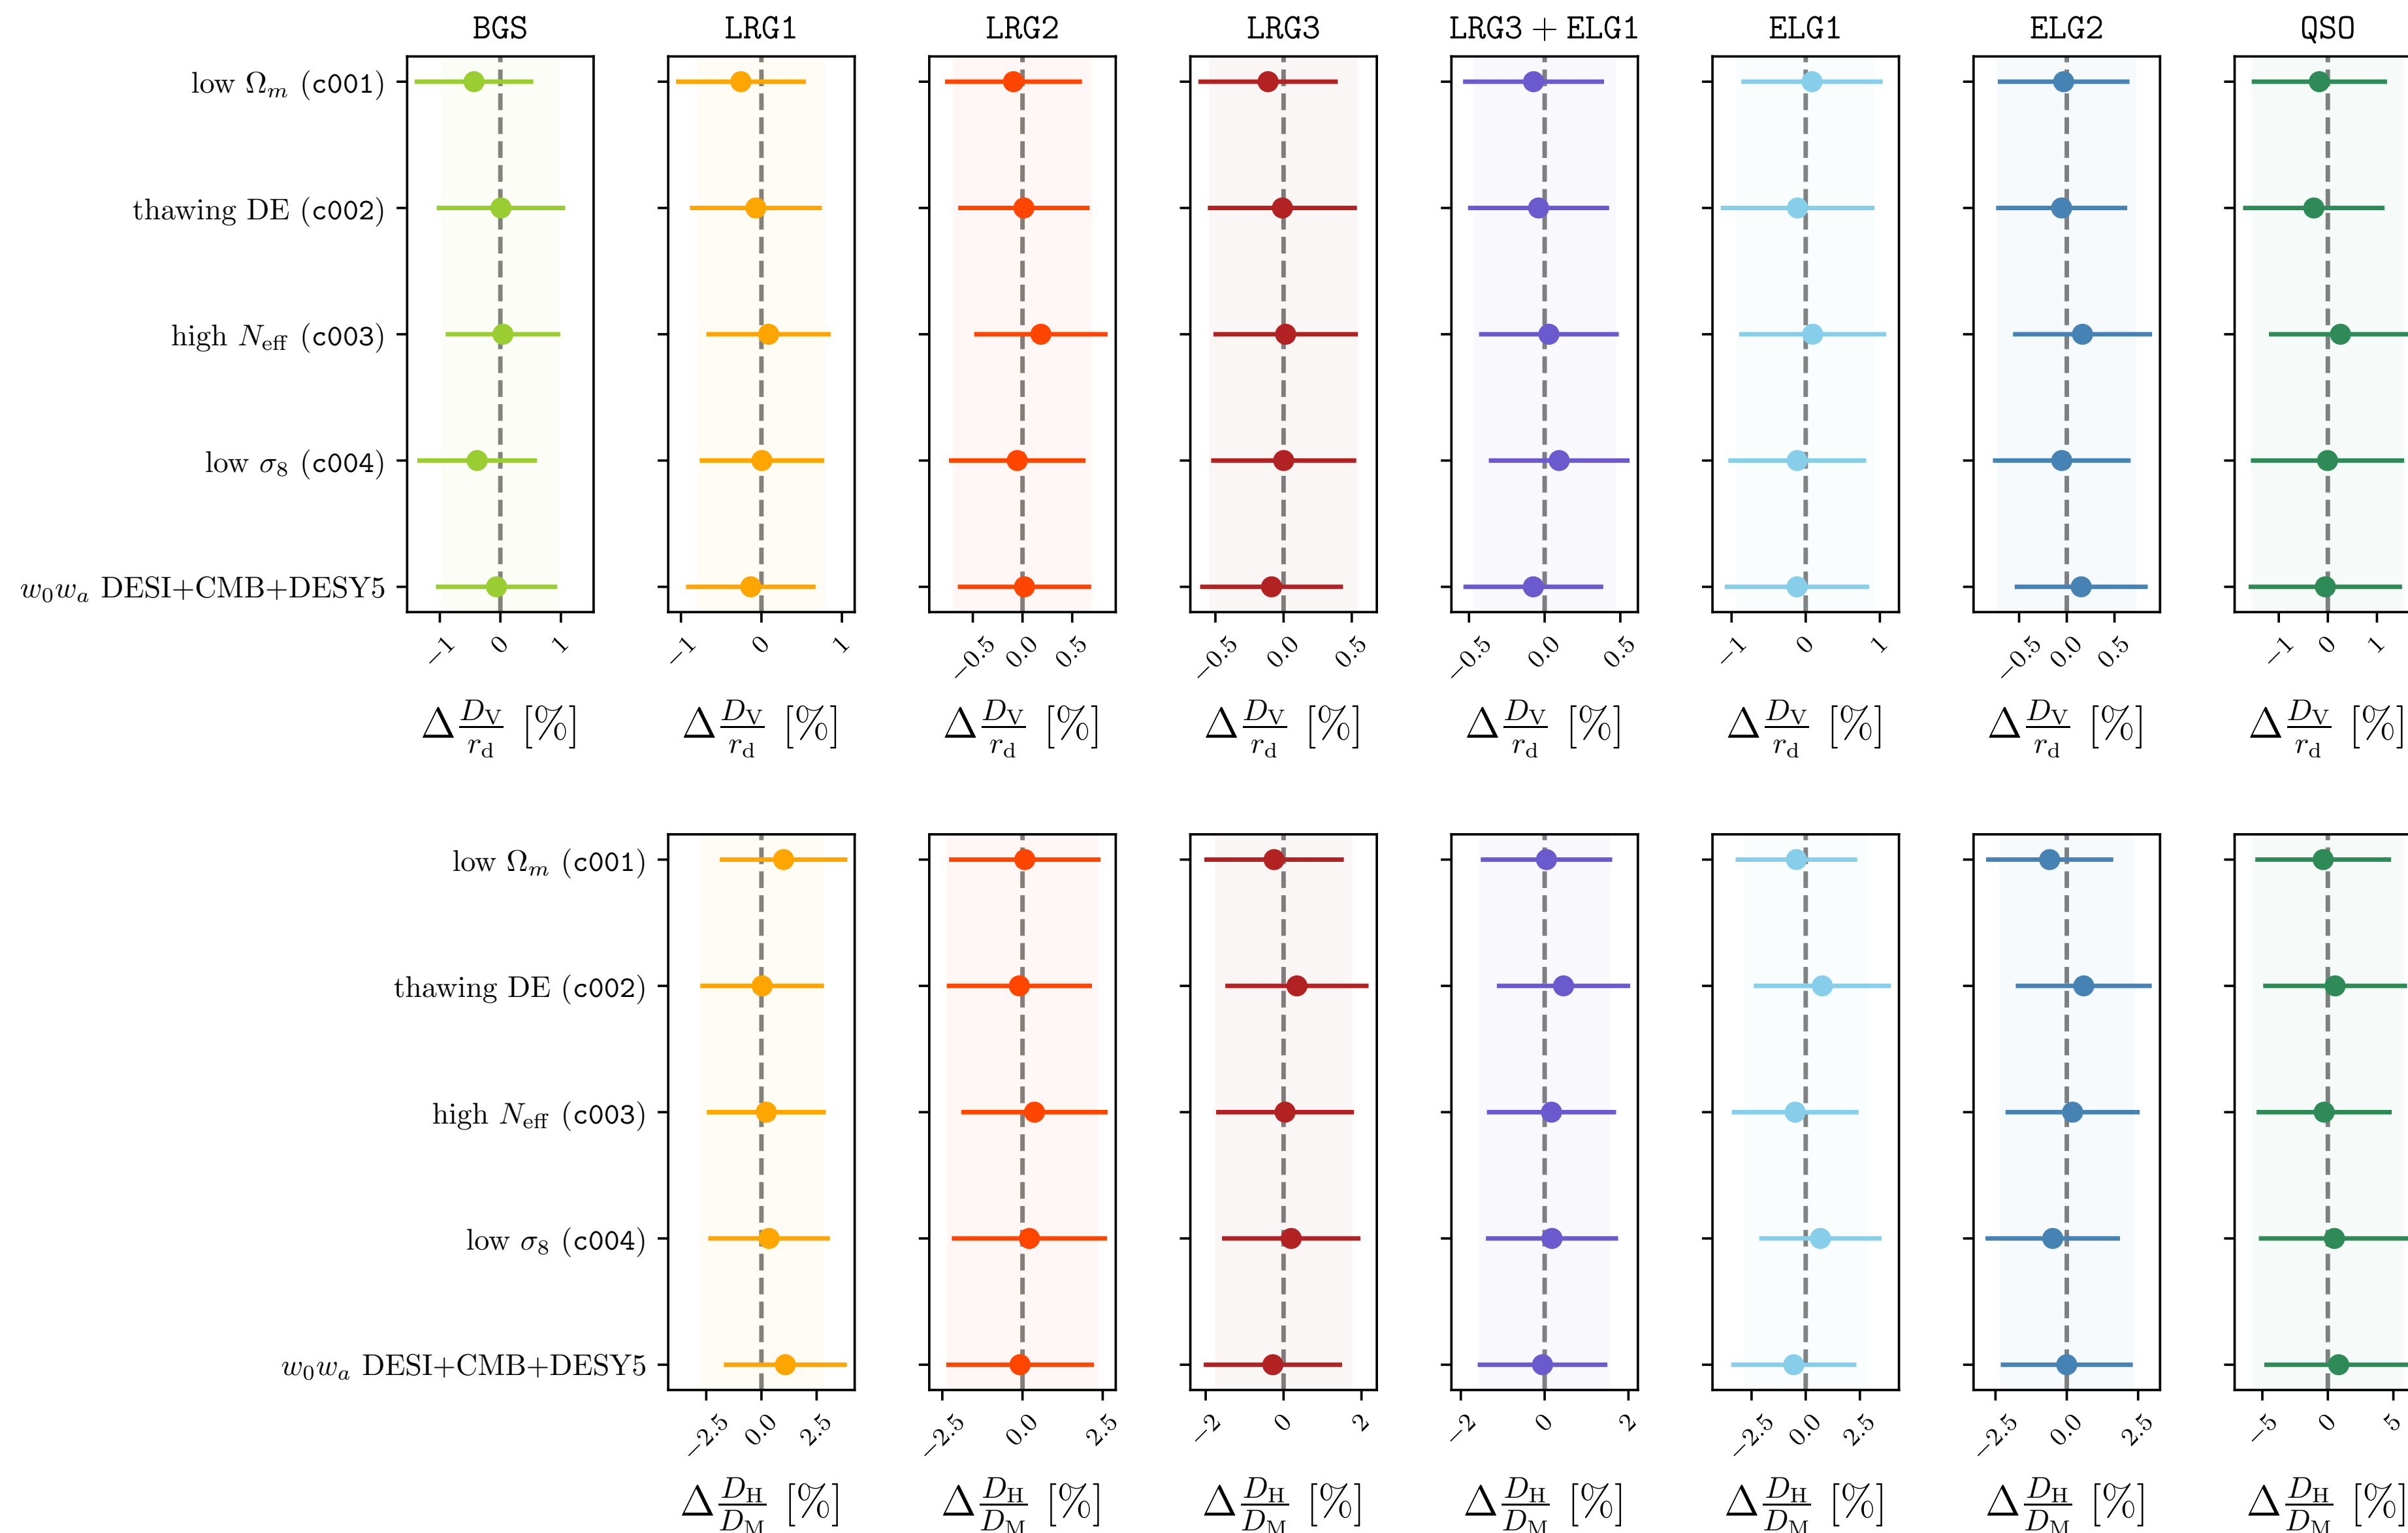 BGS LRG1 LRG2 LRG3 LRG3 + ELG1 ELG1 ELG2 QSO
low Ωm (c001)
thawing DE (c002)
high Neff (c003)
low σ8 (c004)
w0wa DESI+CMB+DESY5
−1 0 1 −1 0 1 −0.5 0.0 0.5 −0.5 0.0 0.5 −0.5 0.0 0.5 −1 0 1 −0.5 0.0 0.5 −1 0 1
Δ DV/rd [%] Δ DV/rd [%] Δ DV/rd [%] Δ DV/rd [%] Δ DV/rd [%] Δ DV/rd [%] Δ DV/rd [%] Δ DV/rd [%]
low Ωm (c001)
thawing DE (c002)
high Neff (c003)
low σ8 (c004)
w0wa DESI+CMB+DESY5
−2.5 0.0 2.5 −2.5 0.0 2.5 −2 0 2 −2 0 2 −2.5 0.0 2.5 −2.5 0.0 2.5 −5 0 5
Δ DH/DM [%] Δ DH/DM [%] Δ DH/DM [%] Δ DH/DM [%] Δ DH/DM [%] Δ DH/DM [%] Δ DH/DM [%]